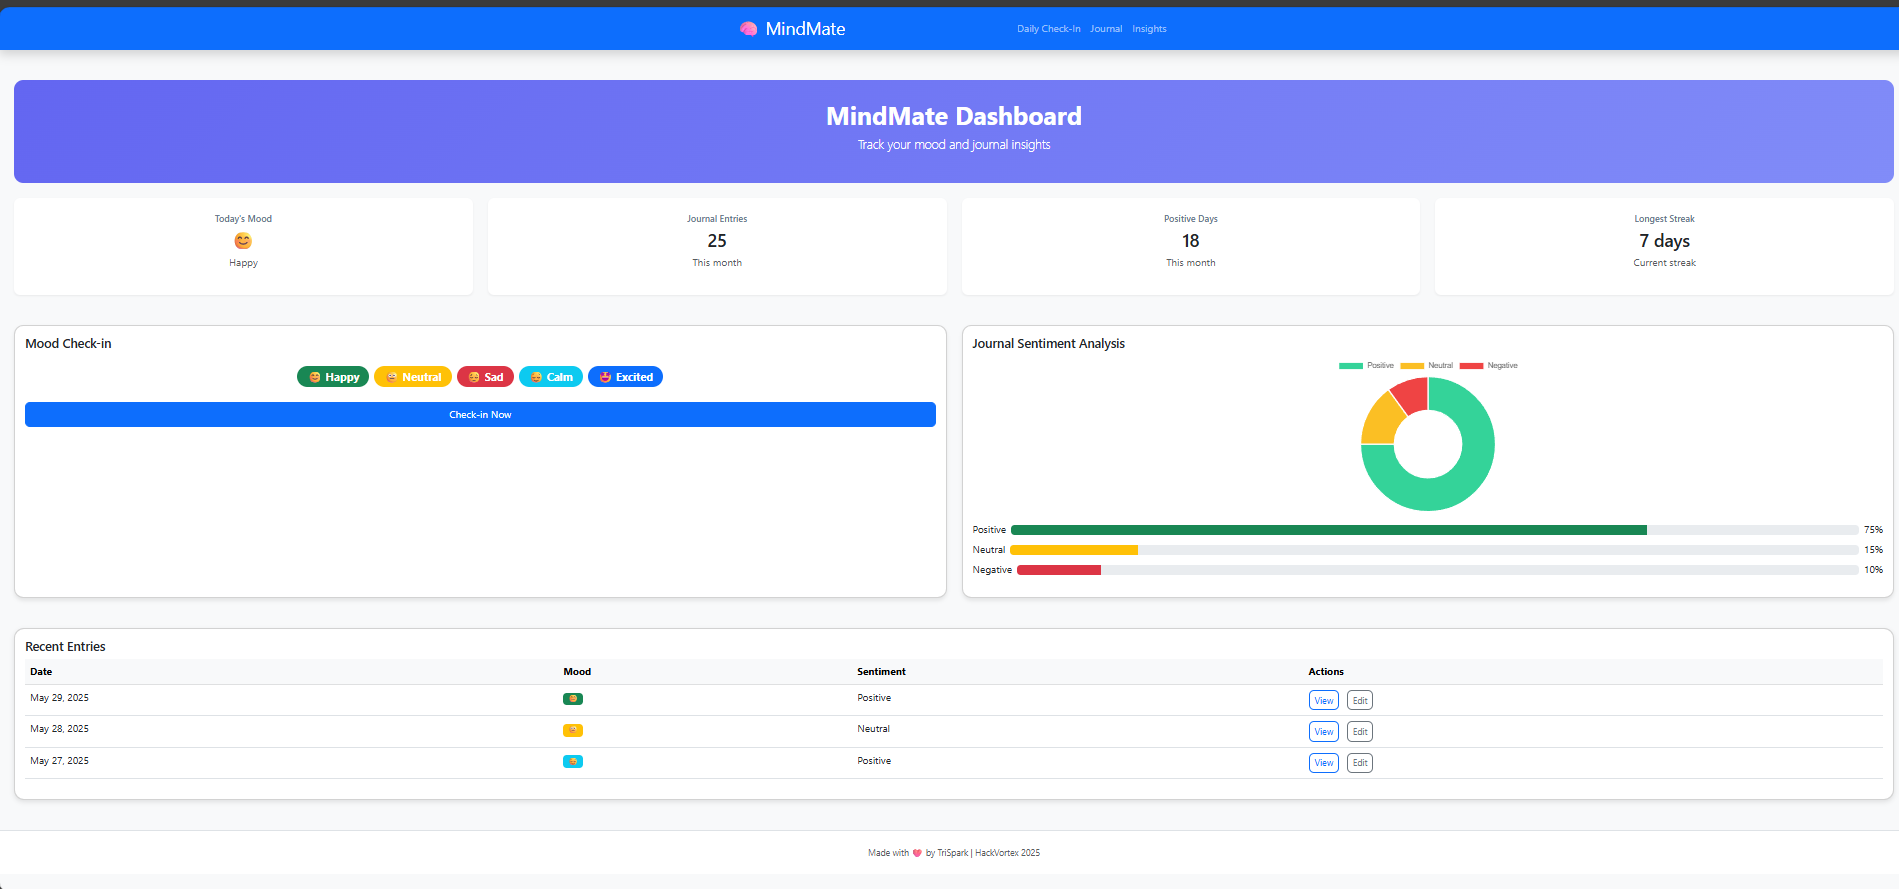 MindMate
Daily Check-In Journal Insights
MindMate Dashboard
Track your mood and journal insights
Today's Mood
Happy
Journal Entries
25
This month
Positive Days
18
This month
Longest Streak
7 days
Current streak
Mood Check-in
Happy Neutral Sad Calm Excited
Check-in Now
Journal Sentiment Analysis
Positive Neutral Negative
Positive 75%
Neutral 15%
Negative 10%
Recent Entries
Date Mood Sentiment Actions
May 29, 2025 Positive View Edit
May 28, 2025 Neutral View Edit
May 27, 2025 Positive View Edit
Made with by TriSpark | HackVortex 2025